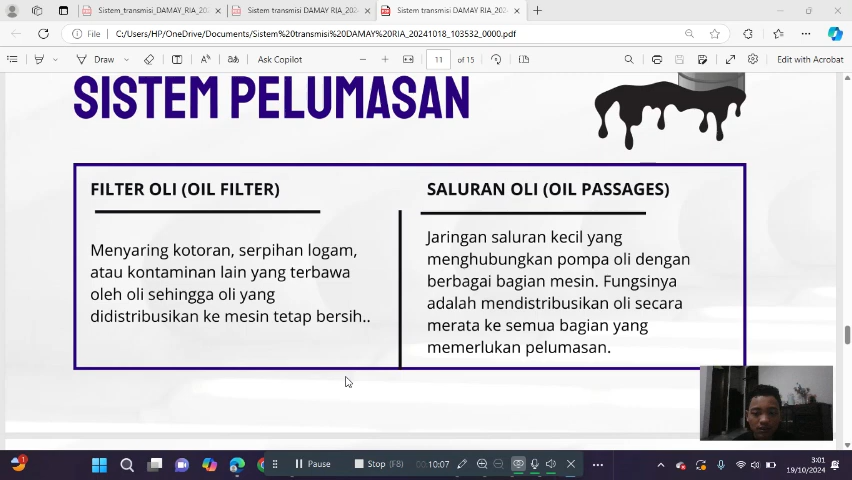 Sistem_transmisi_DAMAY_RIA_202
Sistem transmisi DAMAY RIA_2024
Sistem transmisi DAMAY RIA_2024
File
C:/Users/HP/OneDrive/Documents/Sistem%20transmisi%20DAMAY%20RIA_20241018_103532_0000.pdf
Draw
Ask Copilot
11 of 15
Edit with Acrobat
SISTEM PELUMASAN
FILTER OLI (OIL FILTER)
Menyaring kotoran, serpihan logam,
atau kontaminan lain yang terbawa
oleh oli sehingga oli yang
didistribusikan ke mesin tetap bersih..
SALURAN OLI (OIL PASSAGES)
Jaringan saluran kecil yang
menghubungkan pompa oli dengan
berbagai bagian mesin. Fungsinya
adalah mendistribusikan oli secara
merata ke semua bagian yang
memerlukan pelumasan.
Pause
Stop (F8)
00:10:07
3:01
19/10/2024